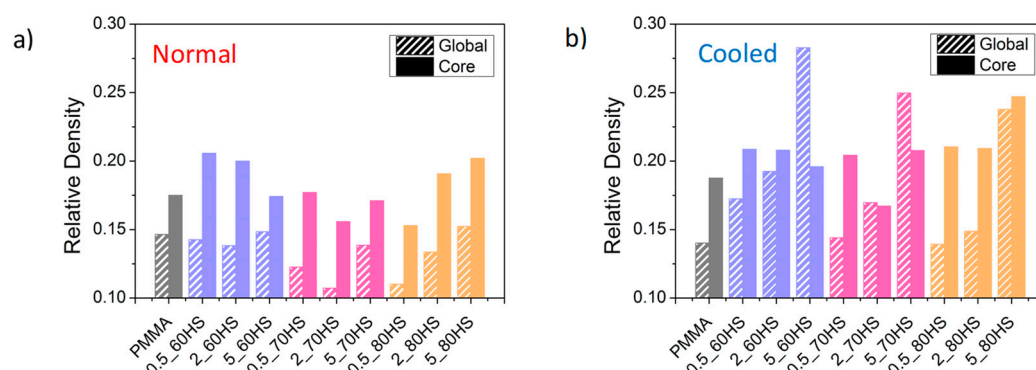 a)
Normal
Global
Core
Relative Density
0.30
0.25
0.20
0.15
0.10
PMMA
0.5_60HS
2_60HS
5_60HS
0.5_70HS
2_70HS
5_70HS
0.5_80HS
2_80HS
5_80HS
b)
Cooled
Global
Core
Relative Density
0.30
0.25
0.20
0.15
0.10
PMMA
0.5_60HS
2_60HS
5_60HS
0.5_70HS
2_70HS
5_70HS
0.5_80HS
2_80HS
5_80HS